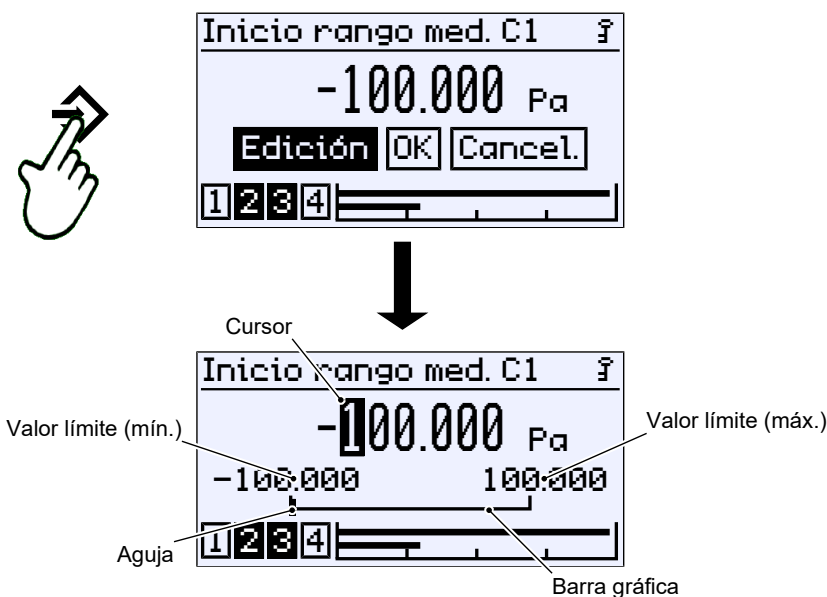 Inicio rango med. C1
-100.000 Pa
Edición OK Cancel.
1 2 3 4
Cursor
Inicio rango med. C1
Valor límite (mín.)
-100.000 Pa
Valor límite (máx.)
-100.000 100.000
Aguja
1 2 3 4
Barra gráfica